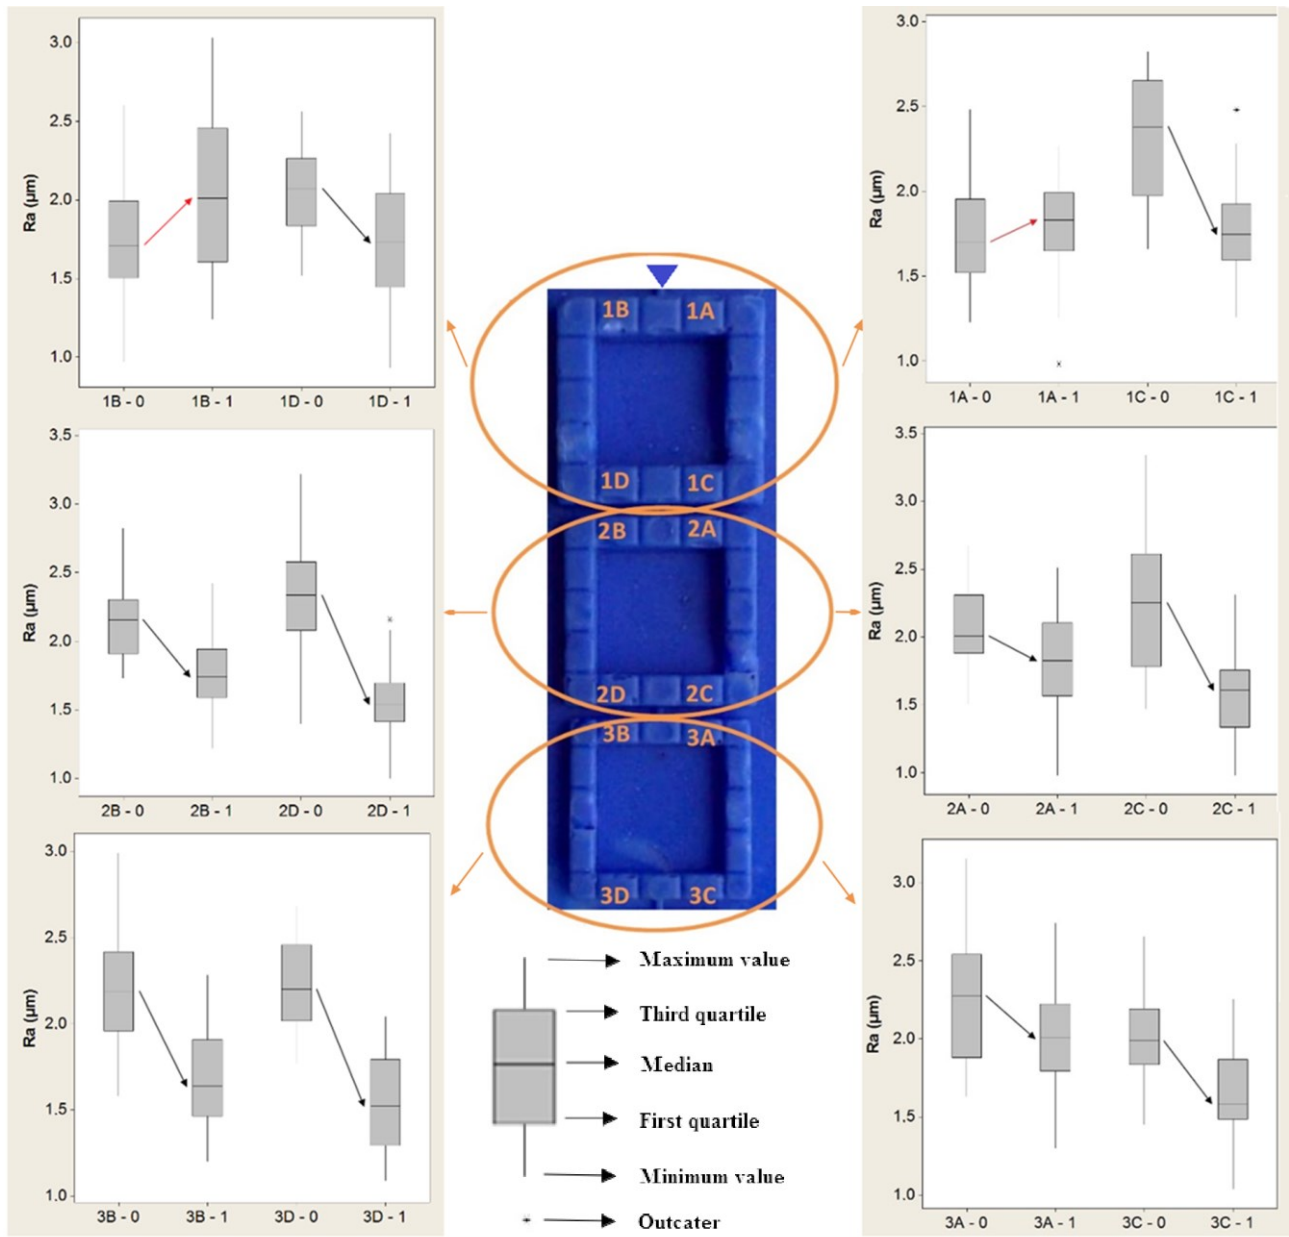 3.0
2.5
2.0
1.5
1.0
Ra (µm)
1B - 0 1B - 1 1D - 0 1D - 1
3.0
2.5
2.0
1.5
1.0
Ra (µm)
1A - 0 1A - 1 1C - 0 1C - 1
1B 1A
1D 1C
3.5
3.0
2.5
2.0
1.5
1.0
Ra (µm)
2B - 0 2B - 1 2D - 0 2D - 1
2B 2A
2D 2C
3.5
3.0
2.5
2.0
1.5
1.0
Ra (µm)
2A - 0 2A - 1 2C - 0 2C - 1
3B 3A
3D 3C
3.0
2.5
2.0
1.5
1.0
Ra (µm)
3B - 0 3B - 1 3D - 0 3D - 1
3.0
2.5
2.0
1.5
1.0
Ra (µm)
3A - 0 3A - 1 3C - 0 3C - 1
Maximum value
Third quartile
Median
First quartile
Minimum value
Outcater